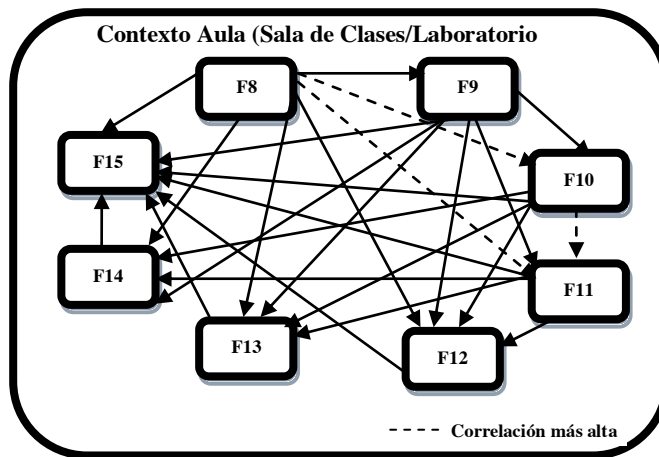 Contexto Aula (Sala de Clases/Laboratorio
F8
F9
F15
F10
F14
F11
F13
F12
Correlación más alta